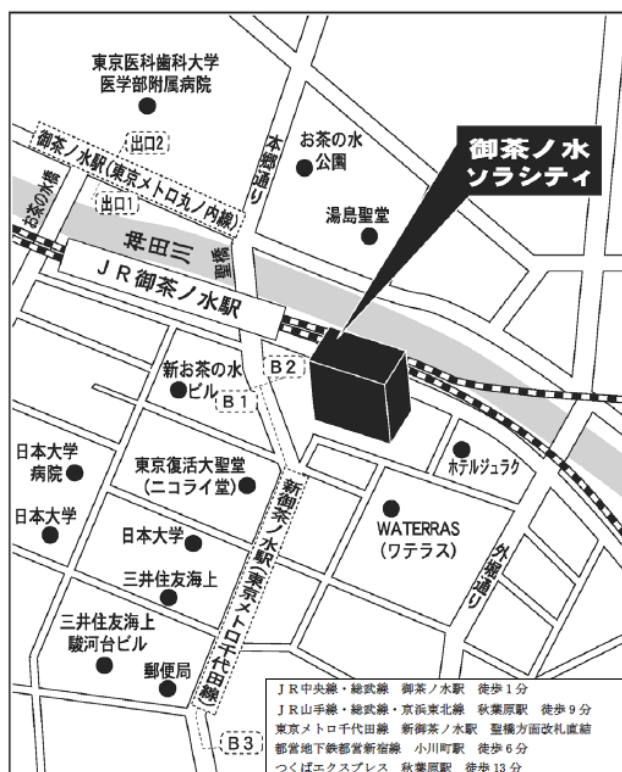 東京医科歯科大学
医学部附属病院
出口2
御茶ノ水駅(東京メトロ丸ノ内線)
お茶の水橋
出口1
本郷通り
お茶の水
公園
湯島聖堂
御茶ノ水
ソラシティ
神田川
聖橋
JR御茶ノ水駅
新お茶の水
ビル
B1
B2
日本大学
病院
東京復活大聖堂
(ニコライ堂)
ホテルジュラク
日本大学
日本大学
WATERRAS
(ワテラス)
三井住友海上
新御茶ノ水駅(東京メトロ千代田線)
外堀通り
三井住友海上
駿河台ビル
郵便局
B3
JR中央線・総武線 御茶ノ水駅 徒歩1分
JR山手線・総武線・京浜東北線 秋葉原駅 徒歩9分
東京メトロ千代田線 新御茶ノ水駅 聖橋方面改札直結
都営地下鉄都営新宿線 小川町駅 徒歩6分
つくばエクスプレス 秋葉原駅 徒歩13分